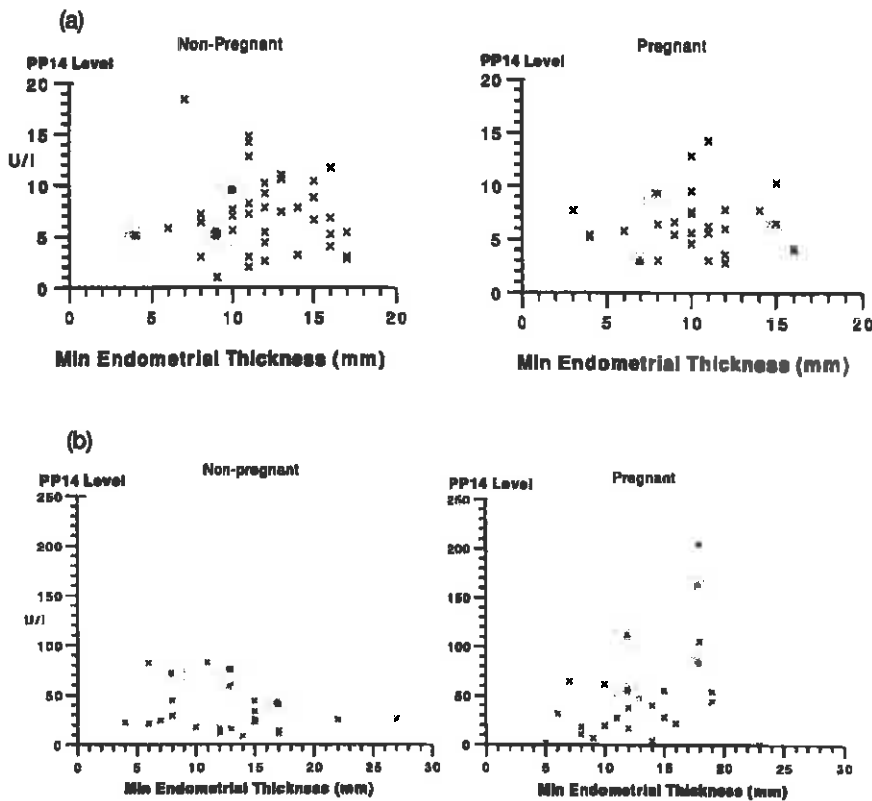 (a)
Non-Pregnant
PP14 Level
20
15
U/l
10
5
0
0 5 10 15 20
Min Endometrial Thickness (mm)
Pregnant
PP14 Level
20
15
10
5
0
0 5 10 15 20
Min Endometrial Thickness (mm)
(b)
Non-pregnant
PP14 Level
250
200
150
U/l
100
50
0
0 5 10 15 20 25 30
Min Endometrial Thickness (mm)
Pregnant
PP14 Level
250
200
150
100
50
0
0 5 10 15 20 25 30
Min Endometrial Thickness (mm)